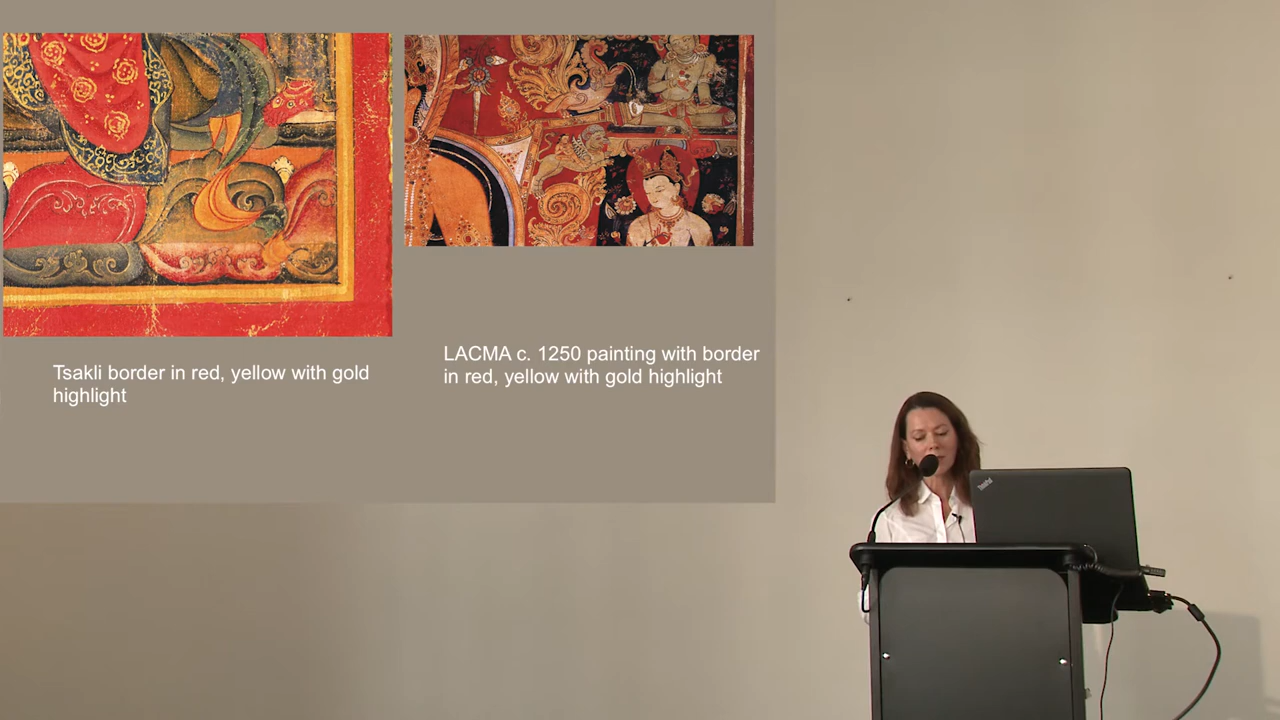 Tsakli border in red, yellow with gold
highlight
LACMA c. 1250 painting with border
in red, yellow with gold highlight
ThinkPad